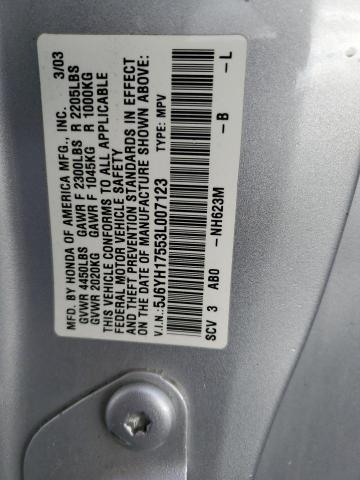 MFD. BY HONDA OF AMERICA MFG., INC. 3/03
GVWR 4450LBS GAWR F 2300LBS R 2205LBS
GVWR 2020KG GAWR F 1045KG R 1000KG
THIS VEHICLE CONFORMS TO ALL APPLICABLE
FEDERAL MOTOR VEHICLE SAFETY
AND THEFT PREVENTION STANDARDS IN EFFECT
ON THE DATE OF MANUFACTURE SHOWN ABOVE:
V.I.N.: 5J6YH17553L007123 TYPE: MPV
SCV 3 AB0 -NH623M -B -L